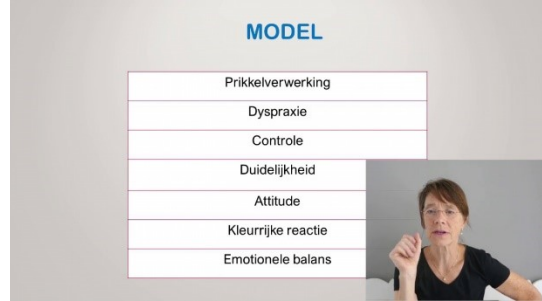 MODEL
Prikkelverwerking
Dyspraxie
Controle
Duidelijkheid
Attitude
Kleurrijke reactie
Emotionele balans